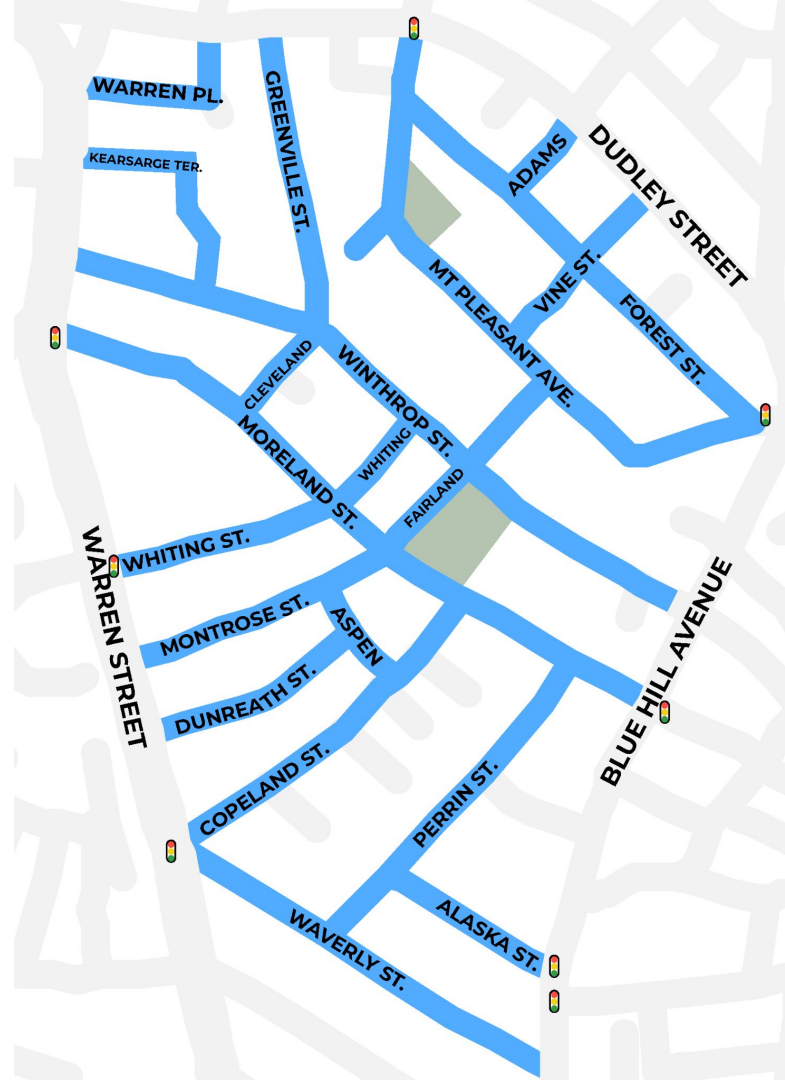 WARREN PL.
GREENVILLE ST.
KEARSARGE TER.
ADAMS
DUDLEY STREET
VINE ST.
MT PLEASANT AVE.
FOREST ST.
CLEVELAND
WINTHROP ST.
MORELAND ST.
WHITING
FAIRLAND
WHITING ST.
WARREN STREET
MONTROSE ST.
ASPEN
DUNREATH ST.
BLUE HILL AVENUE
COPELAND ST.
PERRIN ST.
ALASKA ST.
WAVERLY ST.